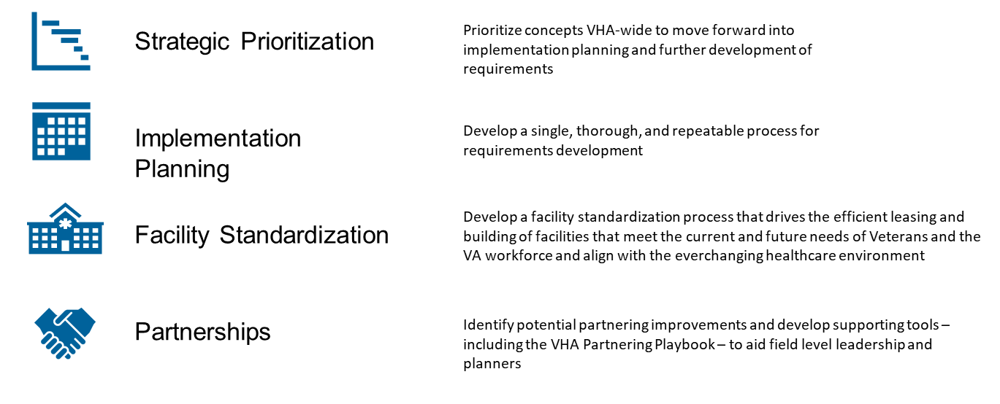 Strategic Prioritization
Prioritize concepts VHA-wide to move forward into
implementation planning and further development of
requirements
Implementation
Planning
Develop a single, thorough, and repeatable process for
requirements development
Facility Standardization
Develop a facility standardization process that drives the efficient leasing and
building of facilities that meet the current and future needs of Veterans and the
VA workforce and align with the everchanging healthcare environment
Partnerships
Identify potential partnering improvements and develop supporting tools –
including the VHA Partnering Playbook – to aid field level leadership and
planners